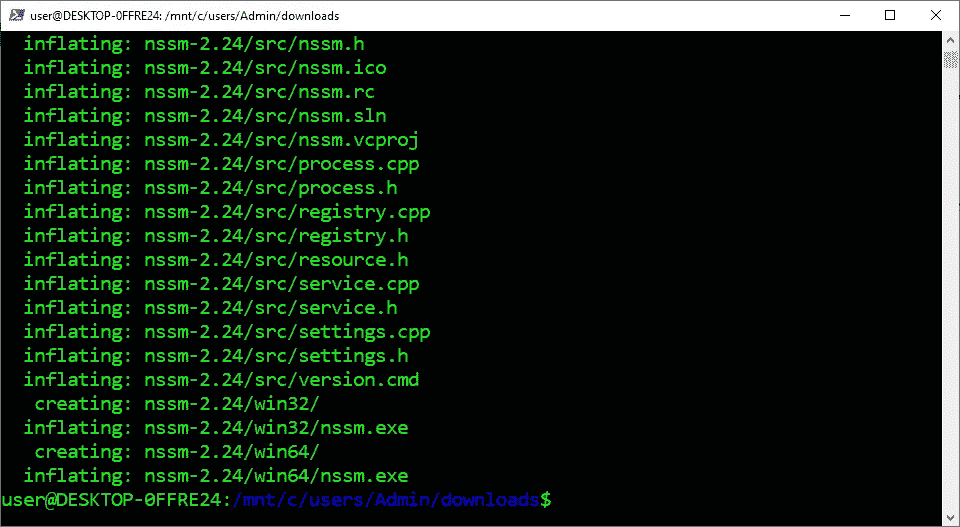 user@DESKTOP-0FFRE24: /mnt/c/users/Admin/downloads
inflating: nssm-2.24/src/nssm.h
inflating: nssm-2.24/src/nssm.ico
inflating: nssm-2.24/src/nssm.rc
inflating: nssm-2.24/src/nssm.sln
inflating: nssm-2.24/src/nssm.vcproj
inflating: nssm-2.24/src/process.cpp
inflating: nssm-2.24/src/process.h
inflating: nssm-2.24/src/registry.cpp
inflating: nssm-2.24/src/registry.h
inflating: nssm-2.24/src/resource.h
inflating: nssm-2.24/src/service.cpp
inflating: nssm-2.24/src/service.h
inflating: nssm-2.24/src/settings.cpp
inflating: nssm-2.24/src/settings.h
inflating: nssm-2.24/src/version.cmd
creating: nssm-2.24/win32/
inflating: nssm-2.24/win32/nssm.exe
creating: nssm-2.24/win64/
inflating: nssm-2.24/win64/nssm.exe
user@DESKTOP-0FFRE24:/mnt/c/users/Admin/downloads$